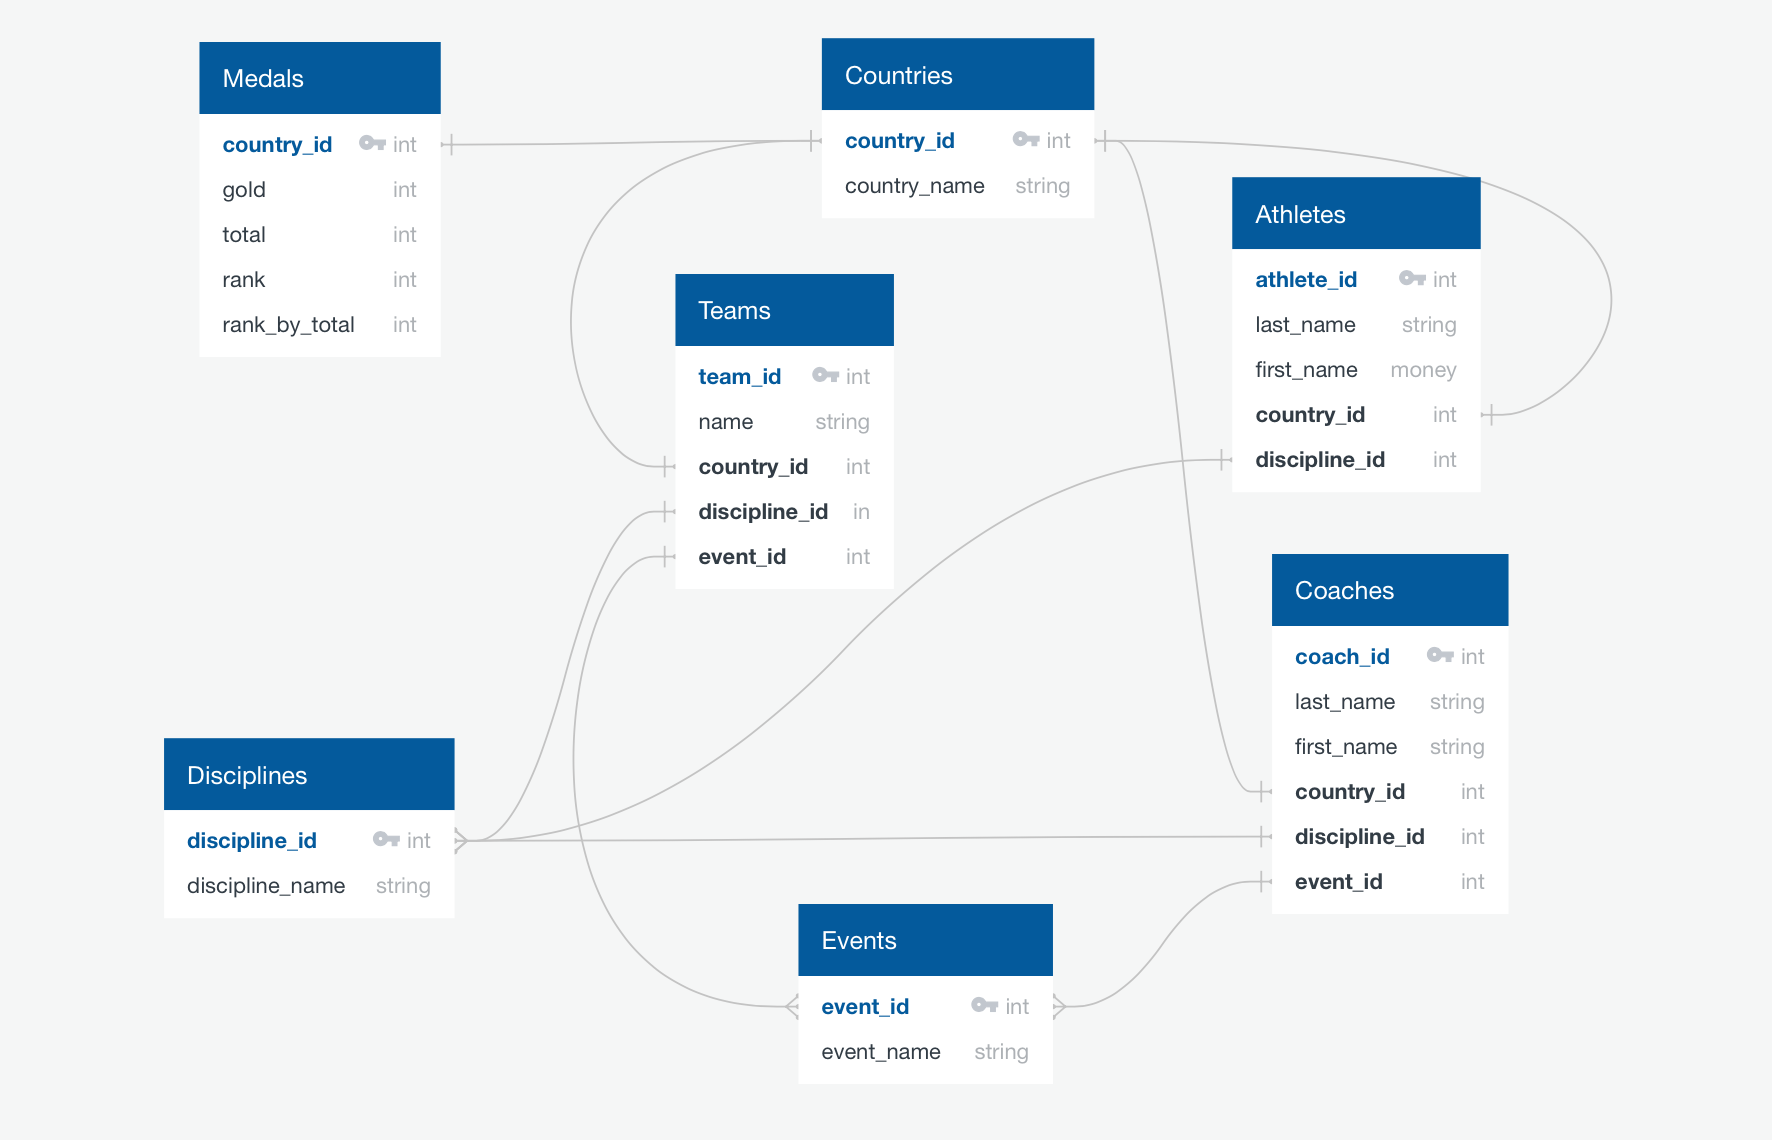 Medals
country_id int
gold int
total int
rank int
rank_by_total int
Countries
country_id int
country_name string
Athletes
athlete_id int
last_name string
first_name money
country_id int
discipline_id int
Teams
team_id int
name string
country_id int
discipline_id in
event_id int
Coaches
coach_id int
last_name string
first_name string
country_id int
discipline_id int
event_id int
Disciplines
discipline_id int
discipline_name string
Events
event_id int
event_name string